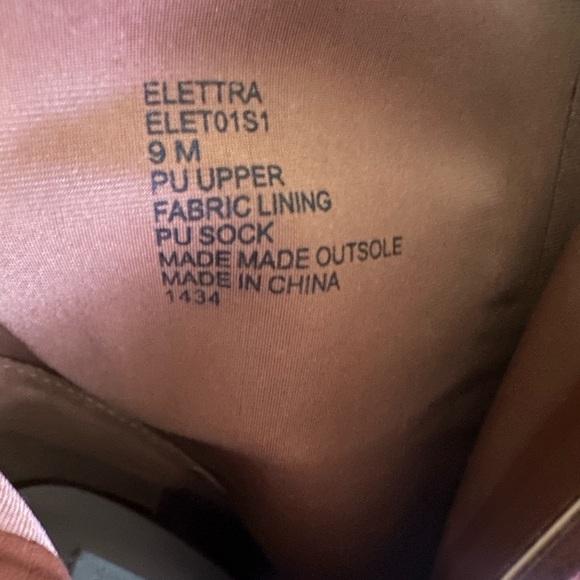 ELETTRA
ELET01S1
9 M
PU UPPER
FABRIC LINING
PU SOCK
MADE MADE OUTSOLE
MADE IN CHINA
1434